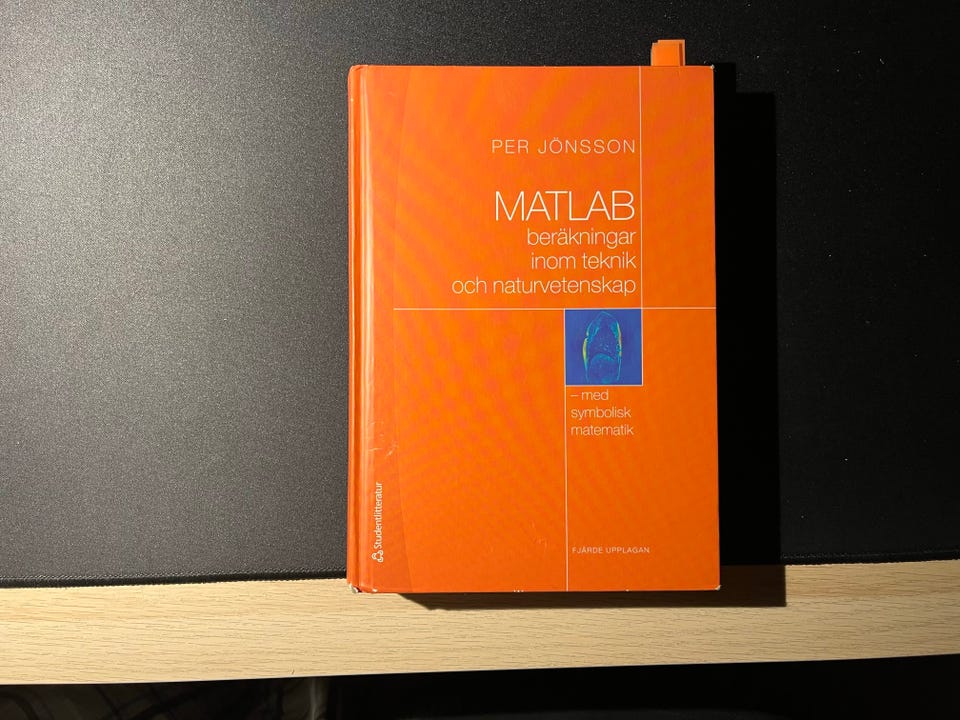 PER JÖNSSON
MATLAB
beräkningar
inom teknik
och naturvetenskap
– med
symbolisk
matematik
FJÄRDE UPPLAGAN
Studentlitteratur